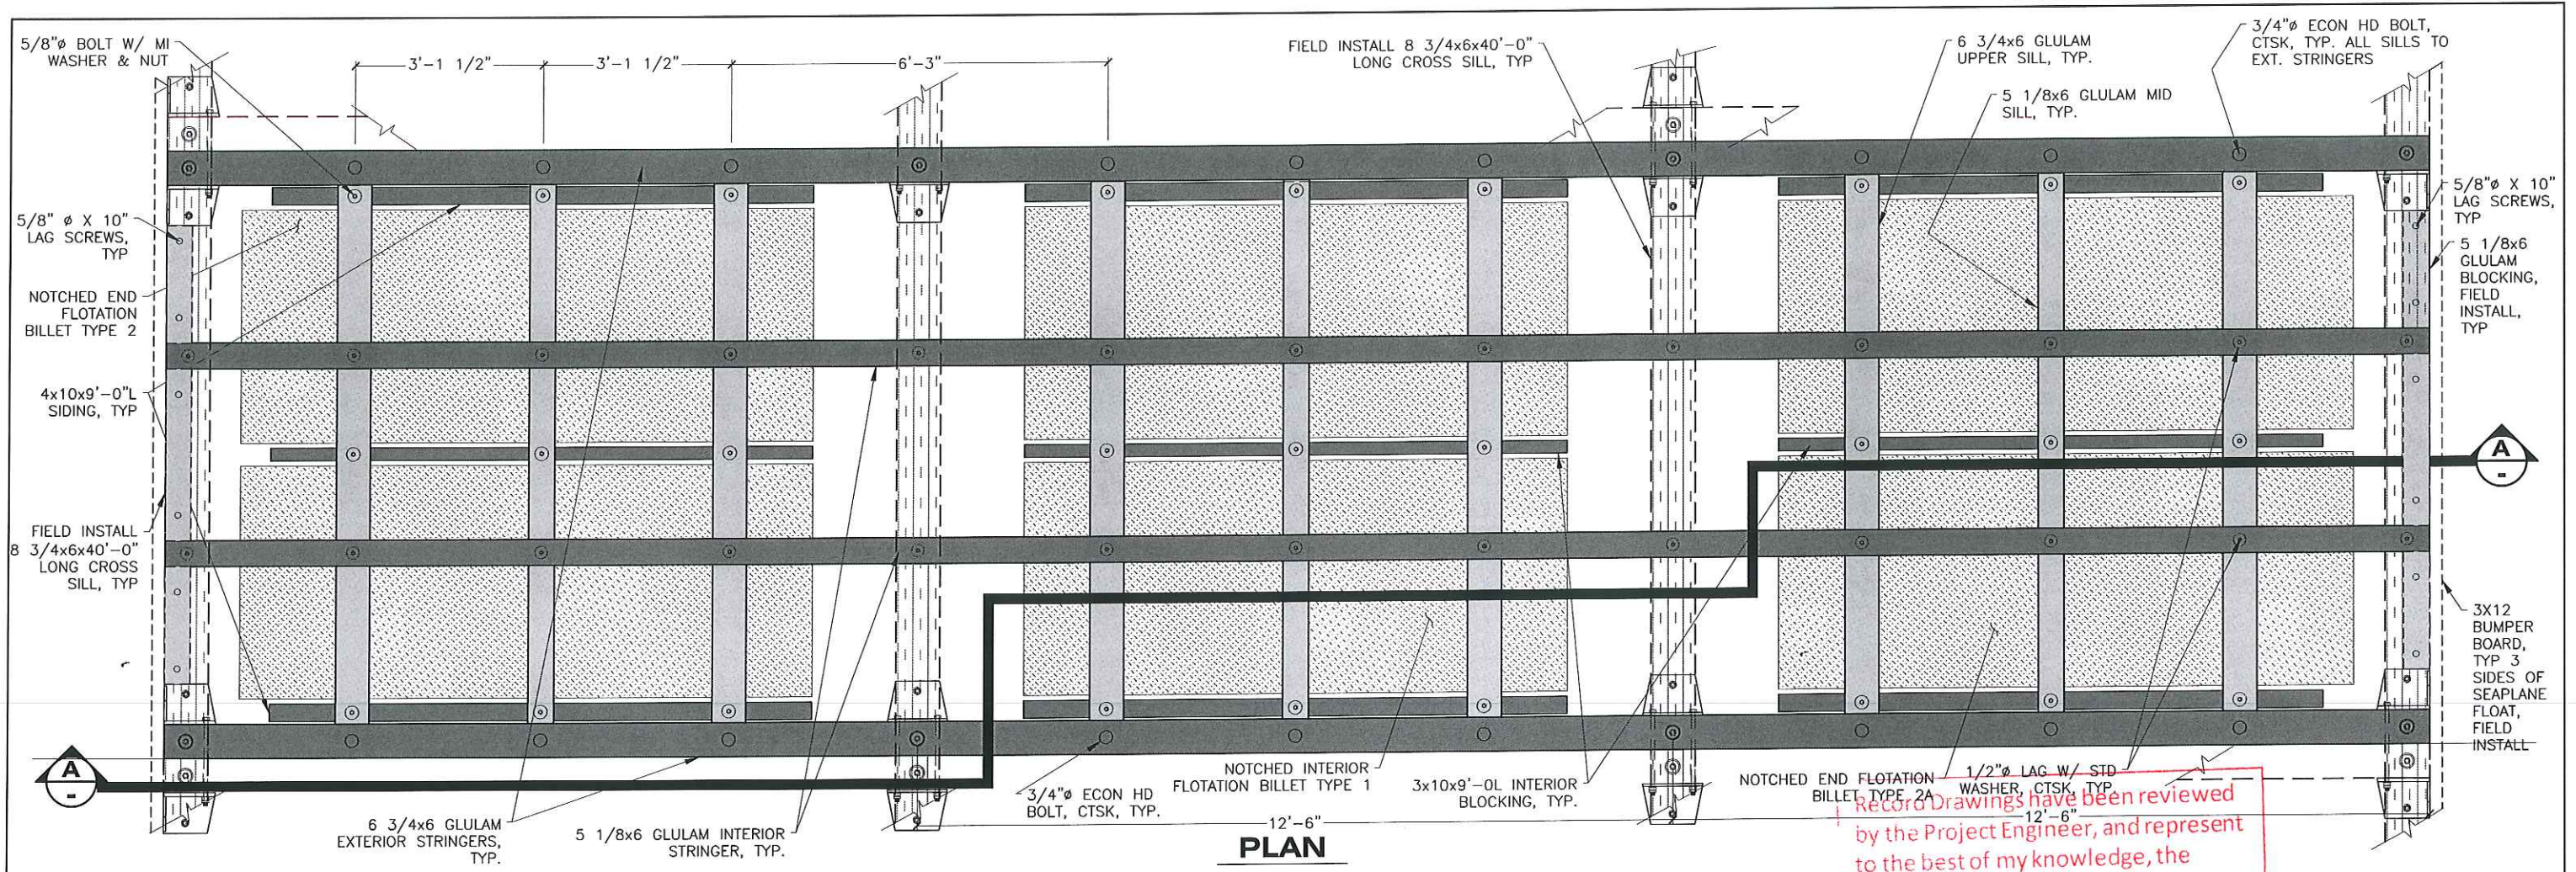 5/8"ø BOLT W/ MI
WASHER & NUT
3'-1 1/2"
3'-1 1/2"
6'-3"
FIELD INSTALL 8 3/4x6x40'-0"
LONG CROSS SILL, TYP
6 3/4x6 GLULAM
UPPER SILL, TYP.
5 1/8x6 GLULAM MID
SILL, TYP.
3/4"ø ECON HD BOLT,
CTSK, TYP. ALL SILLS TO
EXT. STRINGERS
5/8" ø X 10"
LAG SCREWS,
TYP
NOTCHED END
FLOTATION
BILLET TYPE 2
4x10x9'-0"L
SIDING, TYP
FIELD INSTALL
8 3/4x6x40'-0"
LONG CROSS
SILL, TYP
5/8"ø X 10"
LAG SCREWS,
TYP
5 1/8x6
GLULAM
BLOCKING,
FIELD
INSTALL,
TYP
A
-
3X12
BUMPER
BOARD,
TYP 3
SIDES OF
SEAPLANE
FLOAT,
FIELD
INSTALL
A
-
6 3/4x6 GLULAM
EXTERIOR STRINGERS,
TYP.
5 1/8x6 GLULAM INTERIOR
STRINGER, TYP.
3/4"ø ECON HD
BOLT, CTSK, TYP.
NOTCHED INTERIOR
FLOTATION BILLET TYPE 1
3x10x9'-0L INTERIOR
BLOCKING, TYP.
NOTCHED END FLOTATION
BILLET TYPE 2A
1/2"ø LAG W/ STD
WASHER, CTSK, TYP.
12'-6"
12'-6"
PLAN
Record Drawings have been reviewed
by the Project Engineer, and represent
to the best of my knowledge, the